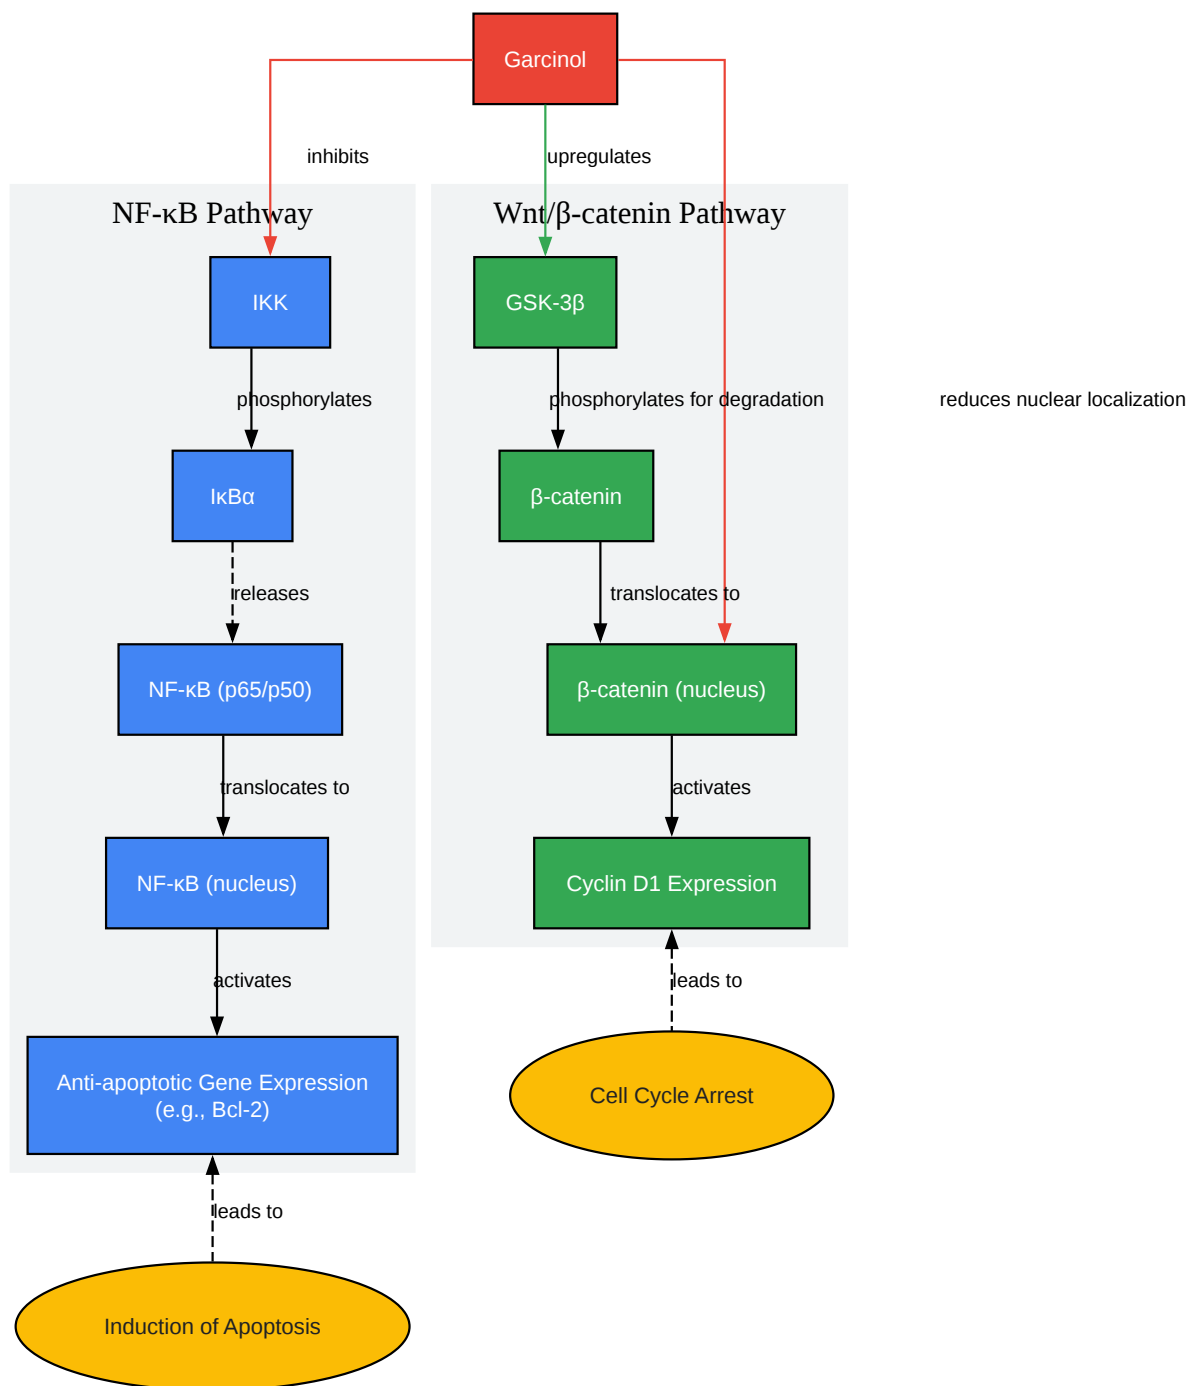 Garcinol
inhibits
upregulates
NF-κB Pathway
Wnt/β-catenin Pathway
IKK
GSK-3β
phosphorylates
phosphorylates for degradation
reduces nuclear localization
IκBα
β-catenin
releases
translocates to
NF-κB (p65/p50)
β-catenin (nucleus)
translocates to
activates
NF-κB (nucleus)
Cyclin D1 Expression
activates
leads to
Anti-apoptotic Gene Expression
(e.g., Bcl-2)
Cell Cycle Arrest
leads to
Induction of Apoptosis